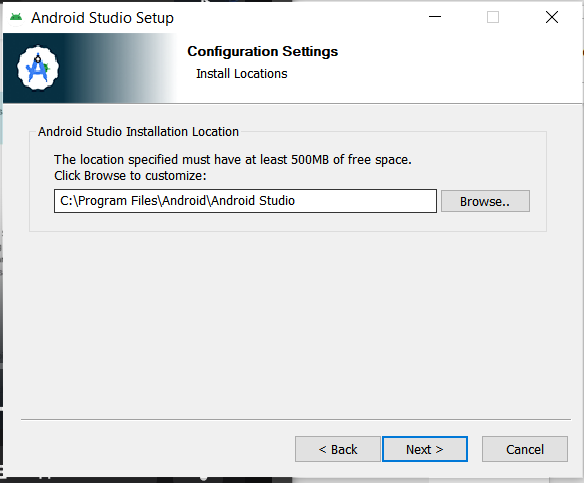 Android Studio Setup
Configuration Settings
Install Locations
Android Studio Installation Location
The location specified must have at least 500MB of free space.
Click Browse to customize:
C:\Program Files\Android\Android Studio
Browse..
< Back
Next >
Cancel